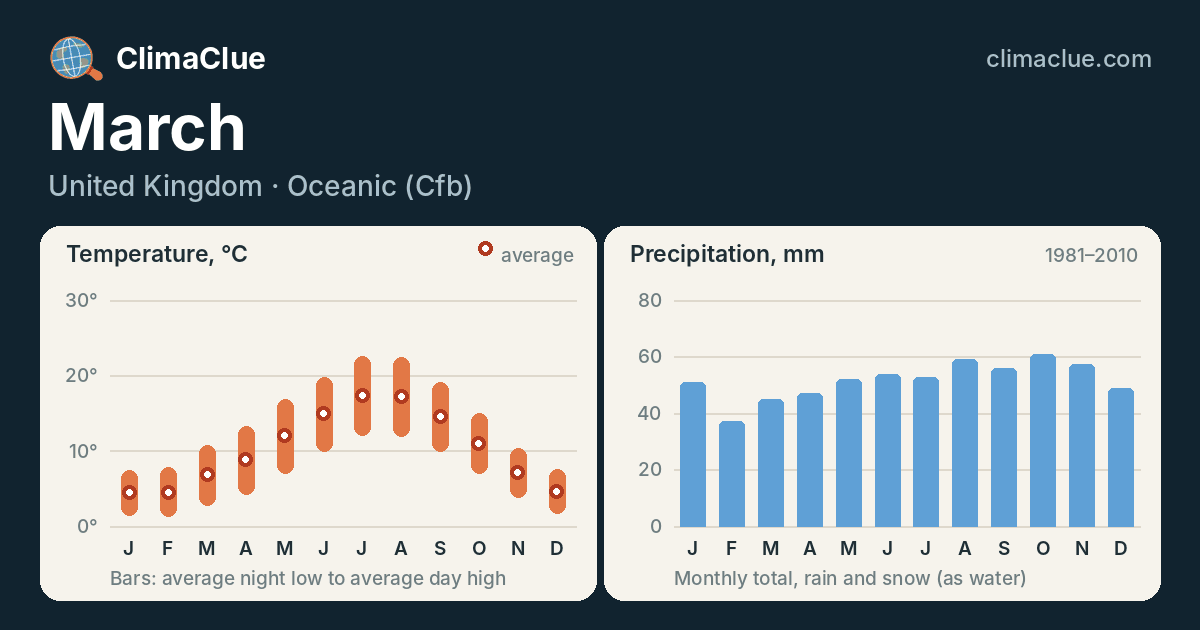 ClimaClue
climaclue.com
March
United Kingdom · Oceanic (Cfb)
Temperature, °C
average
30°
20°
10°
0°
J F M A M J J A S O N D
Bars: average night low to average day high
Precipitation, mm
1981–2010
80
60
40
20
0
J F M A M J J A S O N D
Monthly total, rain and snow (as water)